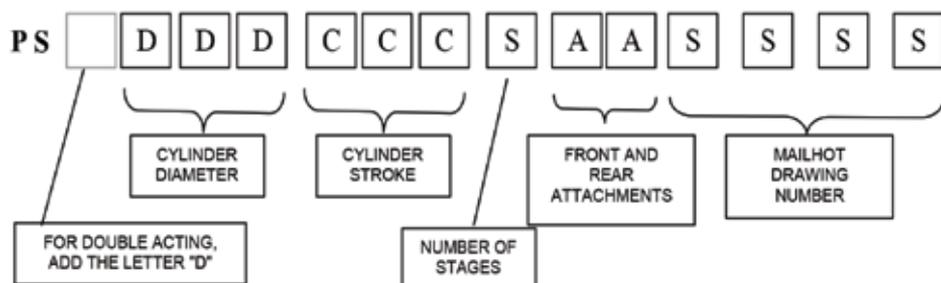 PS D D D C C C S A A S S S S
CYLINDER
DIAMETER
CYLINDER
STROKE
FRONT AND
REAR
ATTACHMENTS
MAILHOT
DRAWING
NUMBER
FOR DOUBLE ACTING,
ADD THE LETTER "D"
NUMBER OF
STAGES